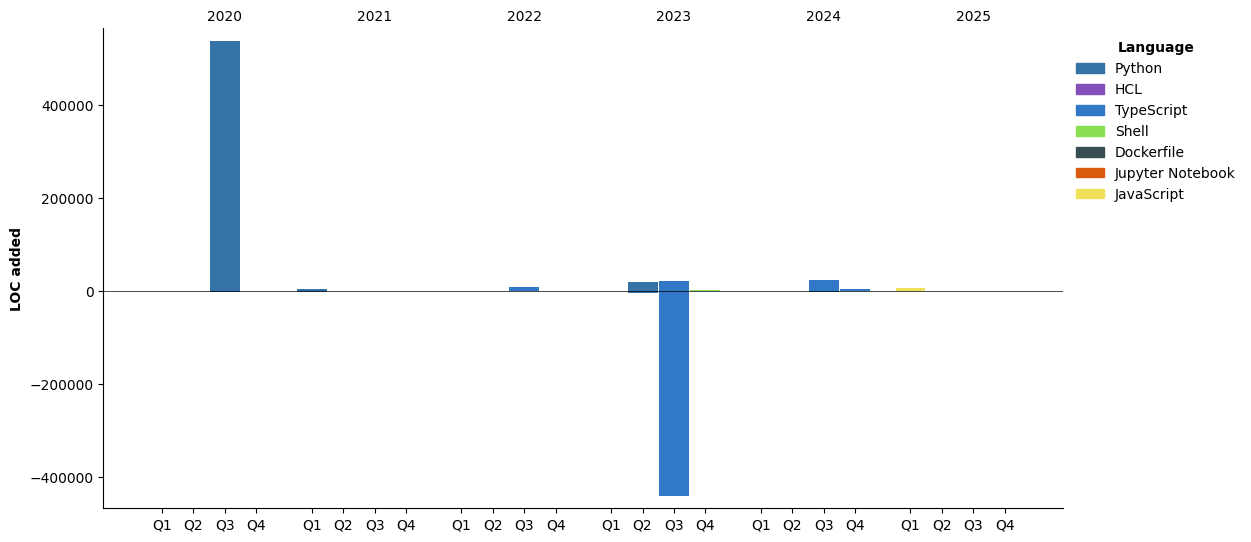 2020 2021 2022 2023 2024 2025
Language
Python
HCL
TypeScript
Shell
Dockerfile
Jupyter Notebook
JavaScript
LOC added
400000
200000
0
−200000
−400000
Q1 Q2 Q3 Q4 Q1 Q2 Q3 Q4 Q1 Q2 Q3 Q4 Q1 Q2 Q3 Q4 Q1 Q2 Q3 Q4 Q1 Q2 Q3 Q4